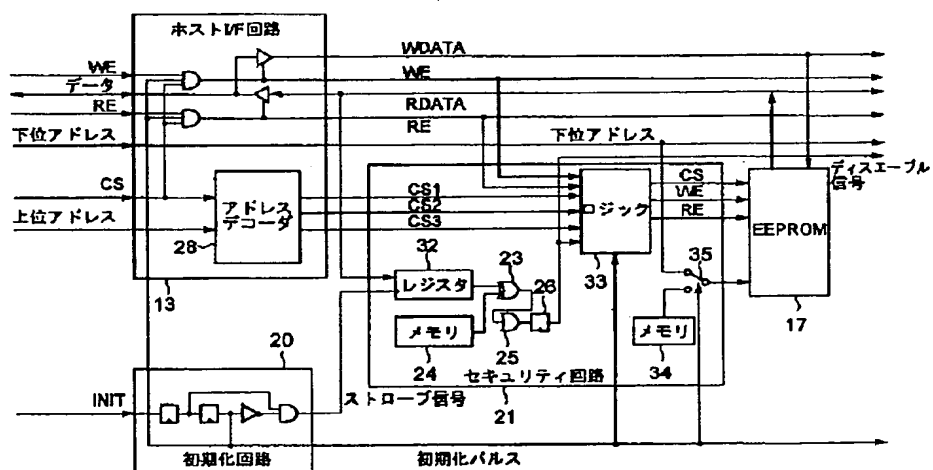 ホストI/F回路
WDATA
WE
WE
データ
RE
RDATA
RE
下位アドレス
下位アドレス
ディスエーブル
信号
CS
上位アドレス
アドレス
デコーダ
28
CS1
CS2
CS3
ロジック
33
CS
WE
RE
EEPROM
17
13
32
レジスタ
23
26
メモリ
24
25
35
メモリ
34
セキュリティ回路
21
20
ストローブ信号
INIT
初期化回路
初期化パルス